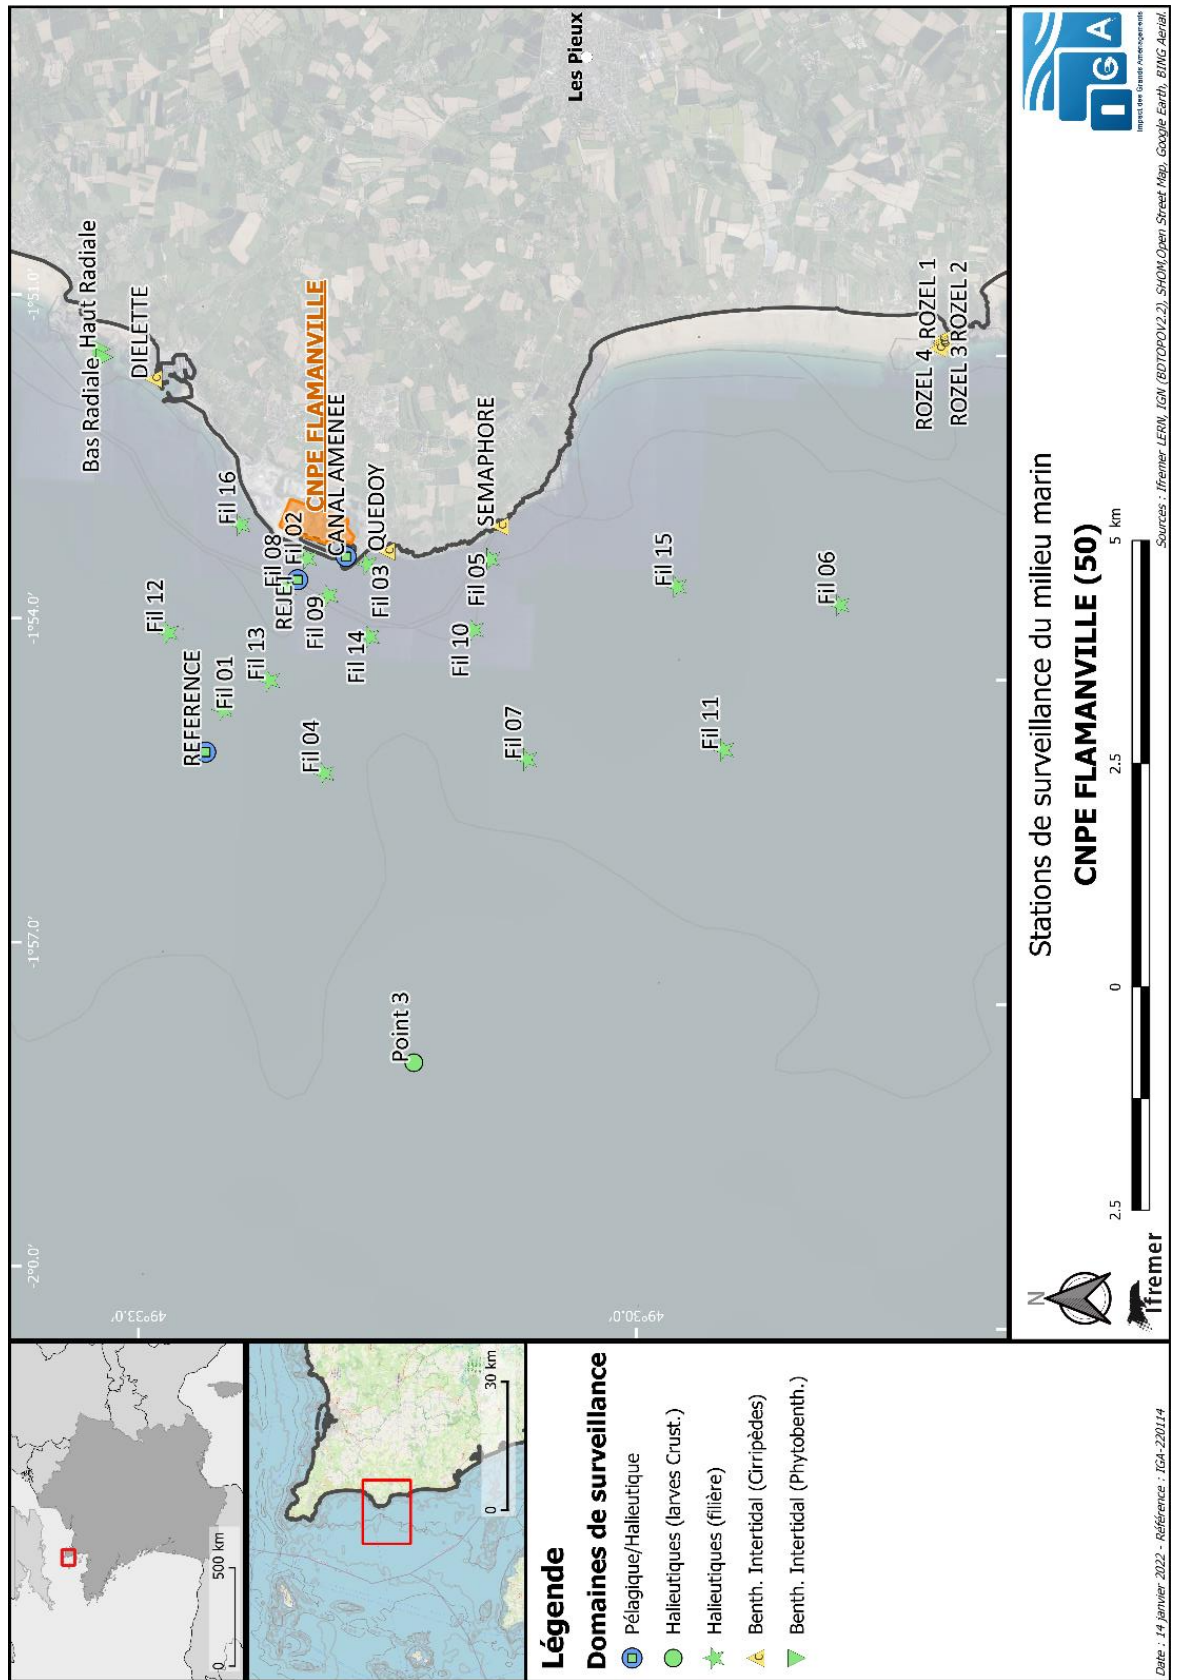 500 km
0
30 km
0
Légende
Domaines de surveillance
Pélagique/Halieutique
Halieutiques (larves Crust.)
Halieutiques (filière)
Benth. Intertidal (Cirripèdes)
Benth. Intertidal (Phytobenth.)
Date : 14 janvier 2022 - Référence : IGA-220114
-2°0.0'
-1°57.0'
-1°54.0'
-1°51.0'
49°33.0'
49°30.0'
Bas Radiale
Haut Radiale
DIELETTE
Fil 16
Fil 12
REFERENCE
Fil 01
Fil 13
Fil 08
Fil 02
REJET
CNPE FLAMANVILLE
CANAL AMENEE
Fil 09
Fil 04
QUEDOY
Fil 03
Fil 14
Point 3
SEMAPHORE
Fil 05
Fil 10
Fil 07
Les Pieux
Fil 15
Fil 11
Fil 06
ROZEL 4
ROZEL 1
ROZEL 3
ROZEL 2
N
Ifremer
Stations de surveillance du milieu marin
CNPE FLAMANVILLE (50)
2.5
0
2.5
5
km
IGA
Impact des Grands Aménagements
Sources : Ifremer LERN, IGN (BDTOPOV2.2), SHOM,Open Street Map, Google Earth, BING Aerial.